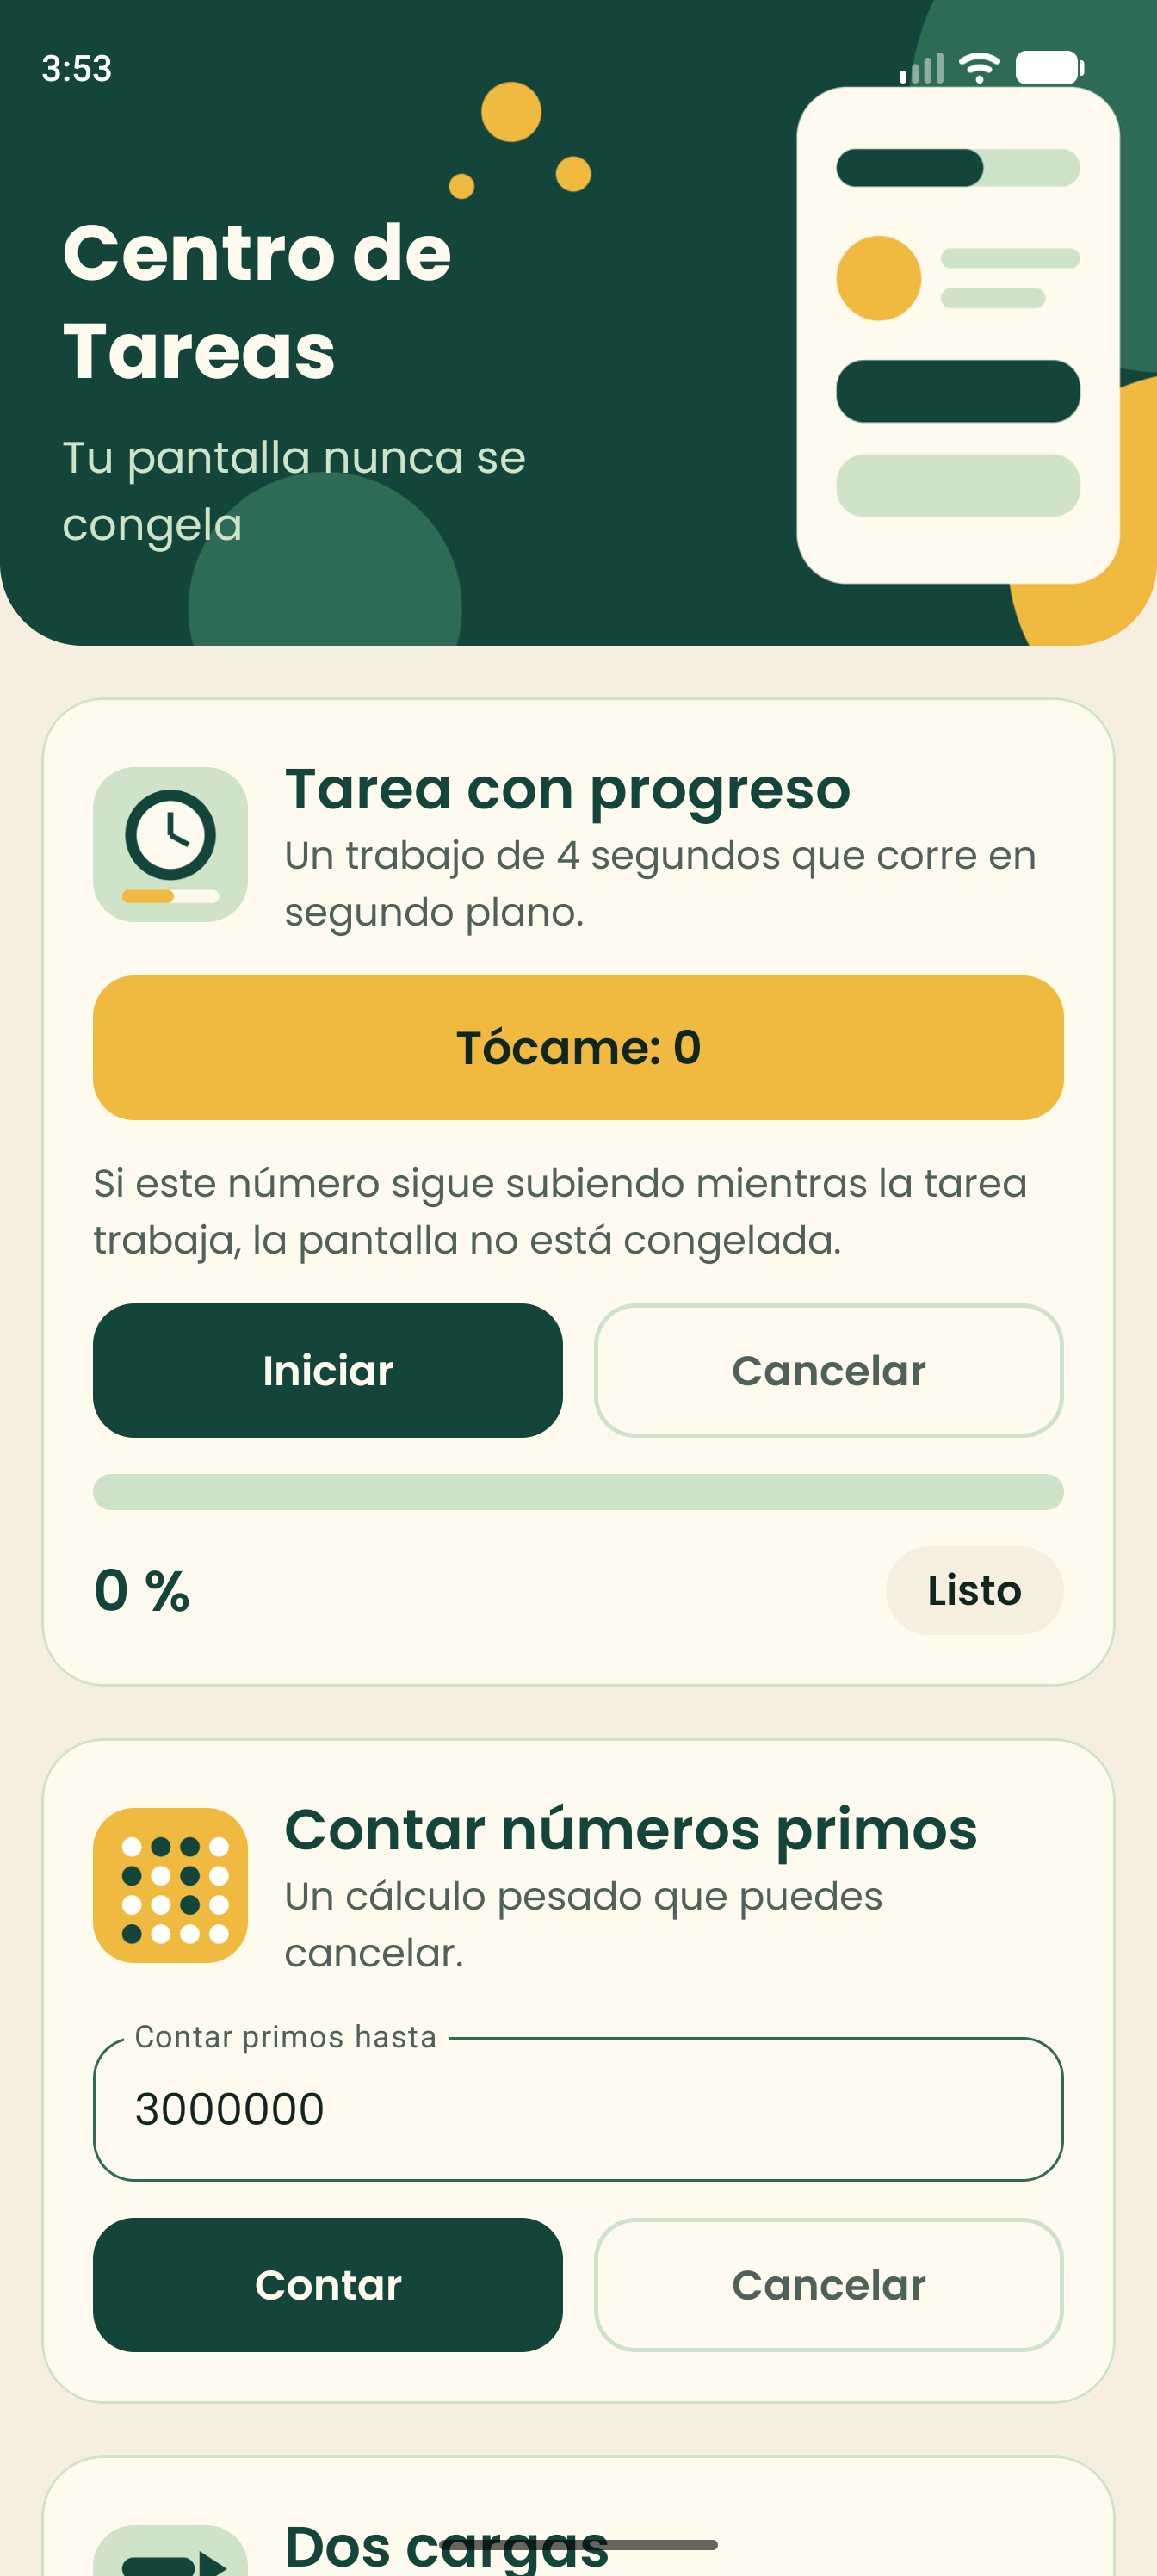 3:53
Centro de
Tareas
Tu pantalla nunca se
congela
Tarea con progreso
Un trabajo de 4 segundos que corre en
segundo plano.
Tócame: 0
Si este número sigue subiendo mientras la tarea
trabaja, la pantalla no está congelada.
Iniciar
Cancelar
0 %
Listo
Contar números primos
Un cálculo pesado que puedes
cancelar.
Contar primos hasta
3000000
Contar
Cancelar
Dos cargas